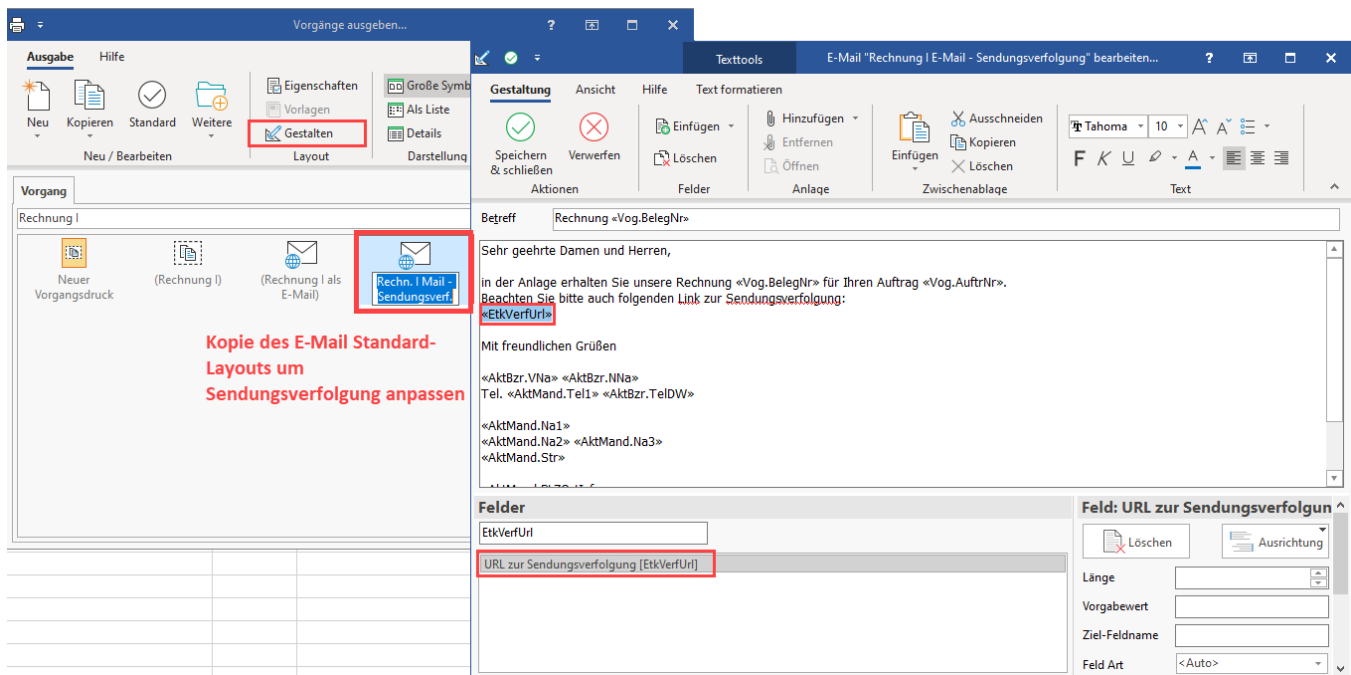 Vorgänge ausgeben...
?
Ausgabe Hilfe
Neu
Kopieren
Standard
Weitere
Neu / Bearbeiten
Eigenschaften
Vorlagen
Gestalten
Layout
Große Symb
Als Liste
Details
Darstellung
Vorgang
Rechnung I
Neuer
Vorgangsdruck
(Rechnung I)
(Rechnung I als
E-Mail)
Rechn. I Mail -
Sendungsverf.
Kopie des E-Mail Standard-
Layouts um
Sendungsverfolgung anpassen
Texttools
E-Mail "Rechnung I E-Mail - Sendungsverfolgung" bearbeiten...
?
Gestaltung Ansicht Hilfe Text formatieren
Speichern
& schließen
Verwerfen
Aktionen
Einfügen
Löschen
Felder
Hinzufügen
Entfernen
Öffnen
Anlage
Einfügen
Ausschneiden
Kopieren
Löschen
Zwischenablage
Tahoma 10
F K U A
Text
Betreff Rechnung «Vog.BelegNr»
Sehr geehrte Damen und Herren,
in der Anlage erhalten Sie unsere Rechnung «Vog.BelegNr» für Ihren Auftrag «Vog.AuftrNr».
Beachten Sie bitte auch folgenden Link zur Sendungsverfolgung:
«EtkVerfUrl»
Mit freundlichen Grüßen
«AktBzr.VNa» «AktBzr.NNa»
Tel. «AktMand.Tel1» «AktBzr.TelDW»
«AktMand.Na1»
«AktMand.Na2» «AktMand.Na3»
«AktMand.Str»
Felder
EtkVerfUrl
URL zur Sendungsverfolgung [EtkVerfUrl]
Feld: URL zur Sendungsverfolgun
Löschen
Ausrichtung
Länge
Vorgabewert
Ziel-Feldname
Feld Art <Auto>